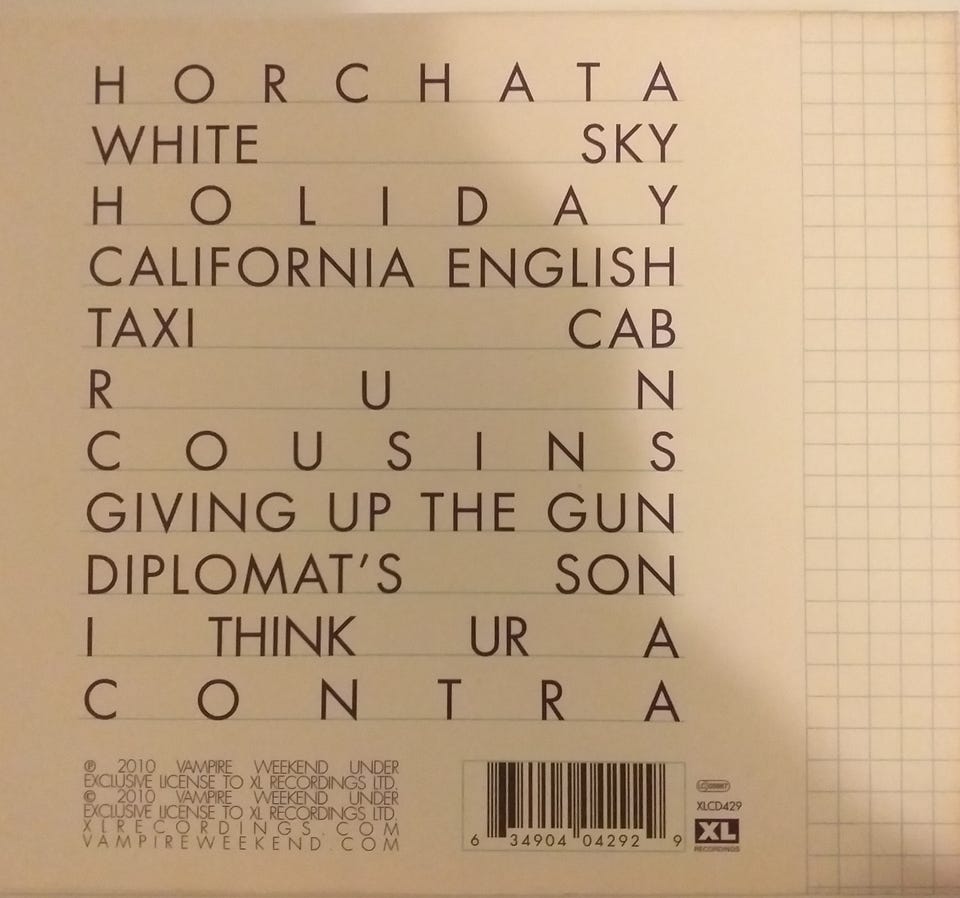 HORCHATA
WHITE SKY
HOLIDAY
CALIFORNIA ENGLISH
TAXI CAB
RUN
COUSINS
GIVING UP THE GUN
DIPLOMAT'S SON
I THINK UR A
CONTRA
℗ 2010 VAMPIRE WEEKEND UNDER
EXCLUSIVE LICENSE TO XL RECORDINGS LTD.
© 2010 VAMPIRE WEEKEND UNDER
EXCLUSIVE LICENSE TO XL RECORDINGS LTD.
XLRECORDINGS.COM
VAMPIREWEEKEND.COM
6 34904 04292 9
XLCD429
XL
RECORDINGS